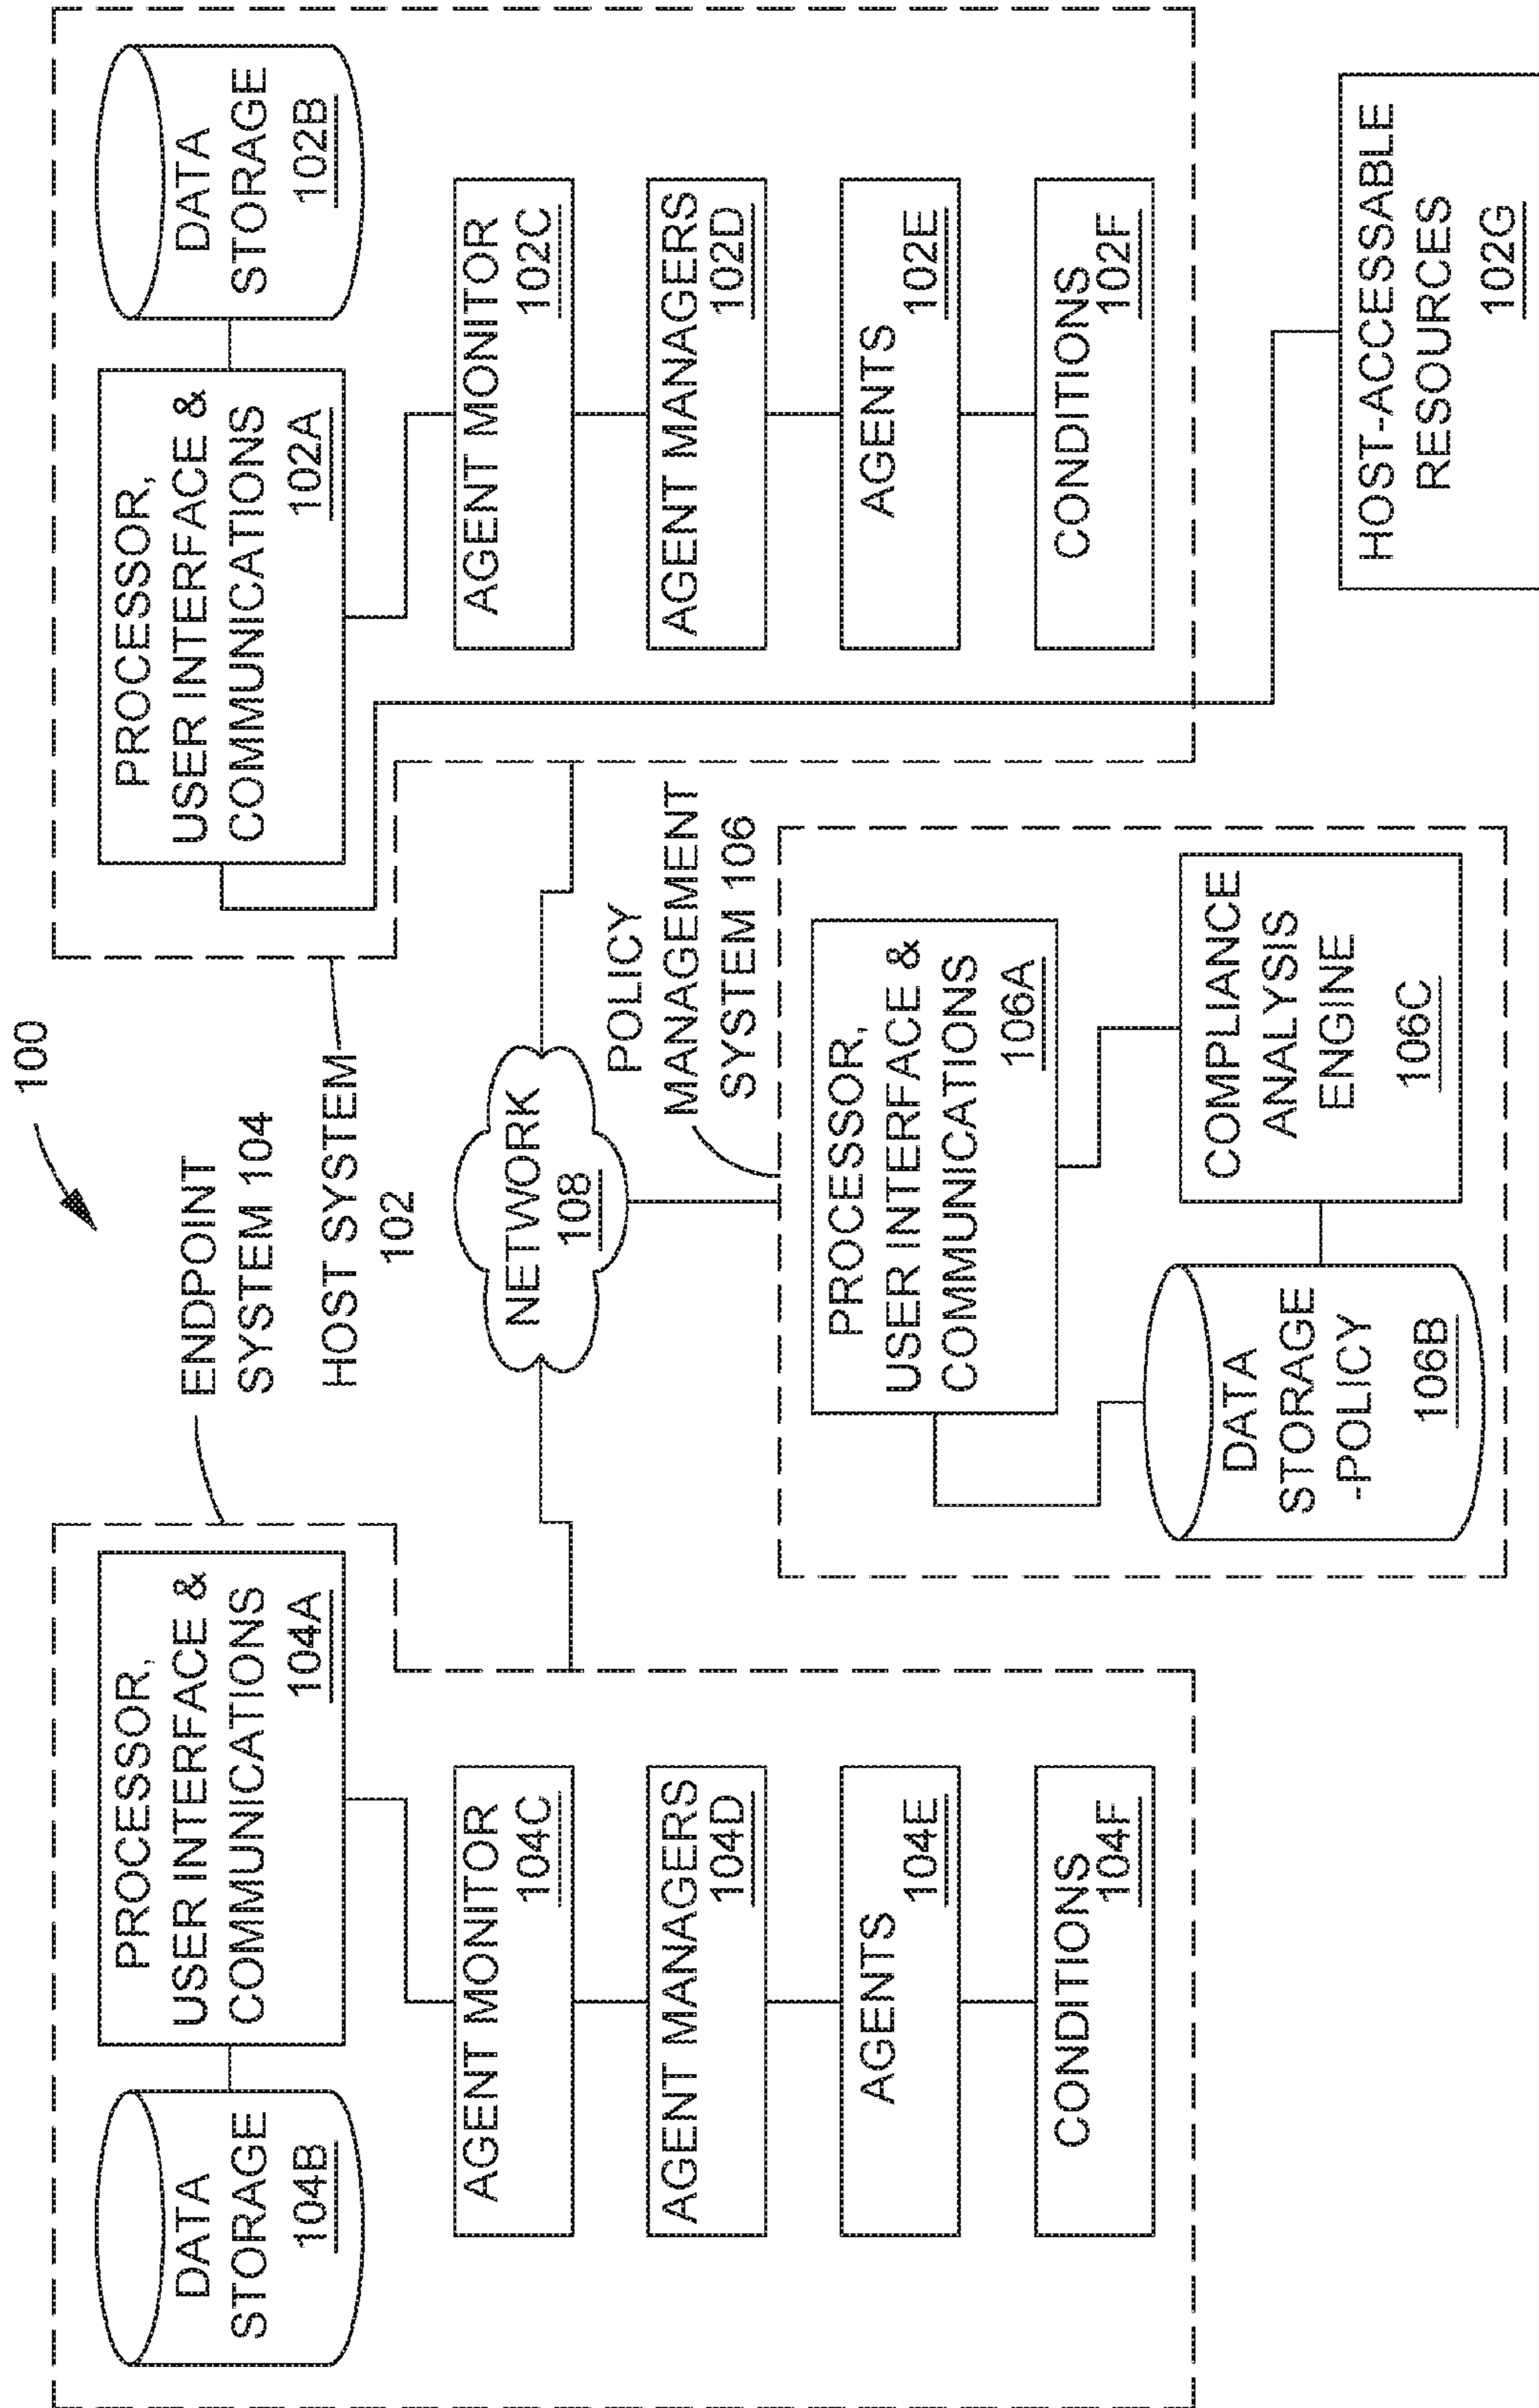 100
ENDPOINT
SYSTEM 104
HOST SYSTEM
102
DATA
STORAGE
104B
PROCESSOR,
USER INTERFACE &
COMMUNICATIONS
104A
AGENT MONITOR
104C
AGENT MANAGERS
104D
AGENTS
104E
CONDITIONS
104F
NETWORK
108
POLICY
MANAGEMENT
SYSTEM 106
PROCESSOR,
USER INTERFACE &
COMMUNICATIONS
106A
DATA
STORAGE
-POLICY
106B
COMPLIANCE
ANALYSIS
ENGINE
106C
PROCESSOR,
USER INTERFACE &
COMMUNICATIONS
102A
DATA
STORAGE
102B
AGENT MONITOR
102C
AGENT MANAGERS
102D
AGENTS
102E
CONDITIONS
102F
HOST-ACCESSABLE
RESOURCES
102G